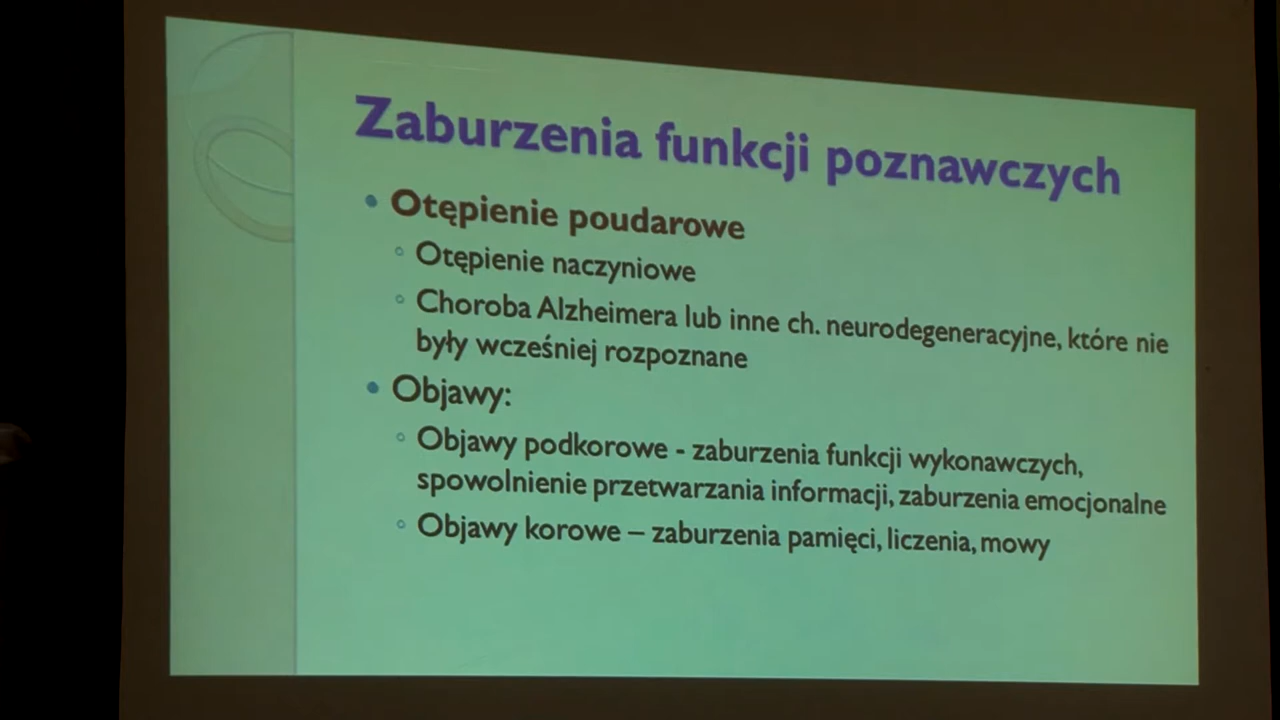 Zaburzenia funkcji poznawczych
• Otępienie poudarowe
◦ Otępienie naczyniowe
◦ Choroba Alzheimera lub inne ch. neurodegeneracyjne, które nie
były wcześniej rozpoznane
• Objawy:
◦ Objawy podkorowe - zaburzenia funkcji wykonawczych,
spowolnienie przetwarzania informacji, zaburzenia emocjonalne
◦ Objawy korowe – zaburzenia pamięci, liczenia, mowy